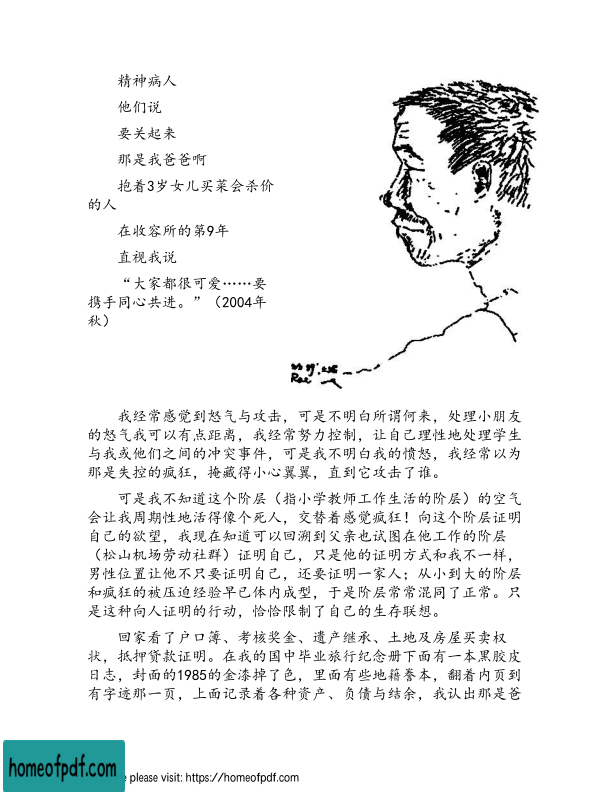 精神病人
他们说
要关起来
那是我爸爸啊
抱着3岁女儿买菜会杀价
的人
在收容所的第9年
直视我说
“大家都很可爱……要
携手同心共进。”（2004年
秋）
Rae
我经常感觉到怒气与攻击，可是不明白所谓何来，处理小朋友
的怒气我可以有点距离，我经常努力控制，让自己理性地处理学生
与我或他们之间的冲突事件，可是我不明白我的愤怒，我经常以为
那是失控的疯狂，掩藏得小心翼翼，直到它攻击了谁。
可是我不知道这个阶层（指小学教师工作生活的阶层）的空气
会让我周期性地活得像个死人，交替着感觉疯狂！向这个阶层证明
自己的欲望，我现在知道可以回溯到父亲也试图在他工作的阶层
（松山机场劳动社群）证明自己，只是他的证明方式和我不一样，
男性位置让他不只要证明自己，还要证明一家人；从小到大的阶层
和疯狂的被压迫经验早已体内成型，于是阶层常常混同了正常。只
是这种向人证明的行动，恰恰限制了自己的生存联想。
回家看了户口簿、考核奖金、遗产继承、土地及房屋买卖权
状，抵押贷款证明。在我的国中毕业旅行纪念册下面有一本黑胶皮
日志，封面的1985的金漆掉了色，里面有些地籍誊本，翻着内页到
有字迹那一页，上面记录着各种资产、负债与结余，我认出那是爸
homeofpdf.com
e please visit: https://homeofpdf.com